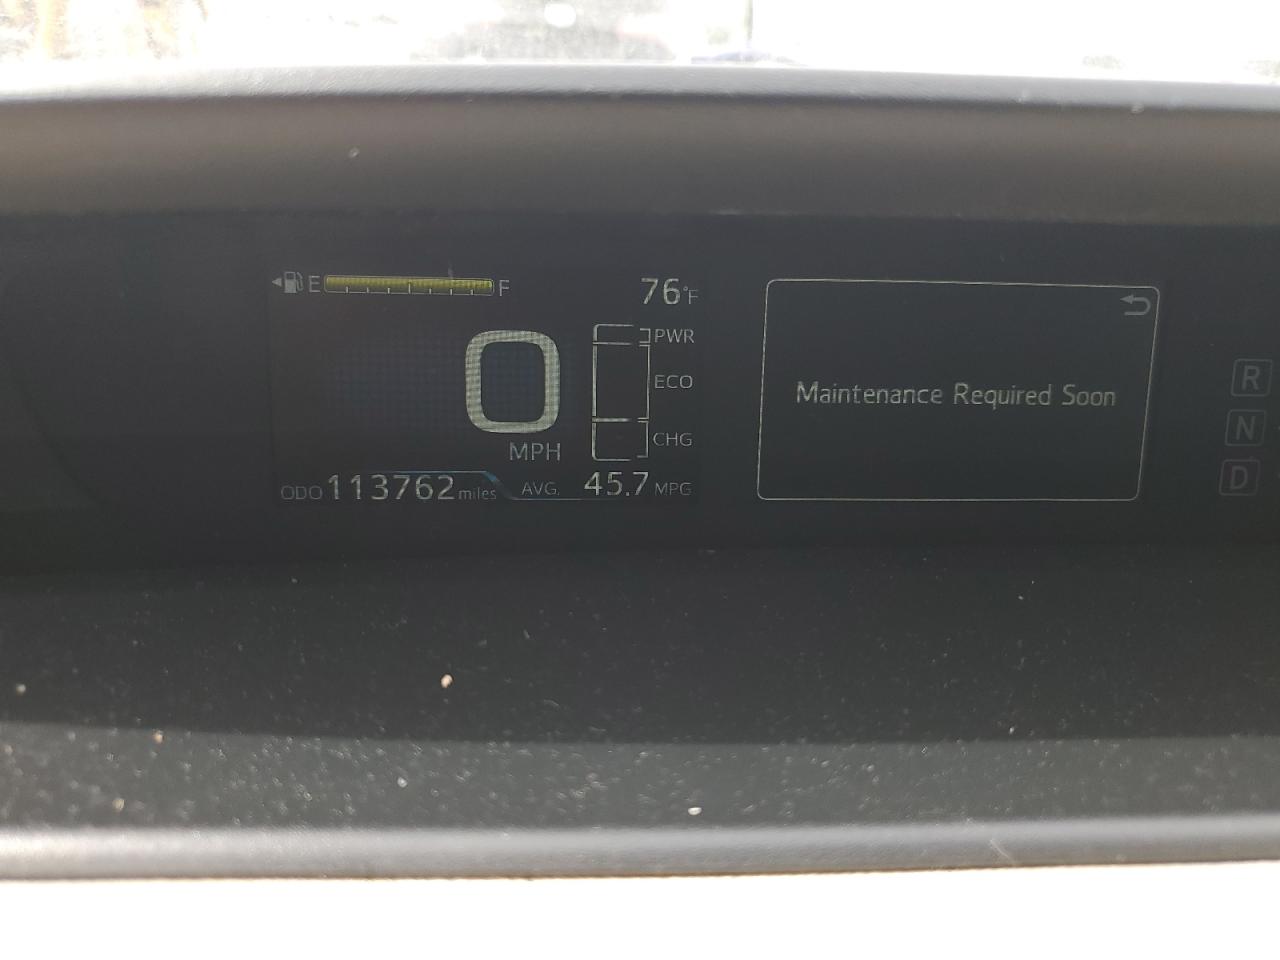 E F 76°F
PWR
0 ECO
MPH CHG
ODO 113762 miles AVG. 45.7 MPG
Maintenance Required Soon
R
N
D